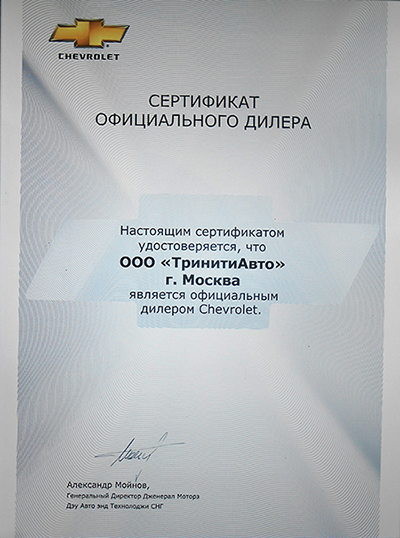 CHEVROLET
СЕРТИФИКАТ
ОФИЦИАЛЬНОГО ДИЛЕРА
Настоящим сертификатом
удостоверяется, что
ООО «ТринитиАвто»
г. Москва
является официальным
дилером Chevrolet.
Александр Мойнов,
Генеральный Директор Дженерал Моторз
Дэу Авто энд Технолоджи СНГ